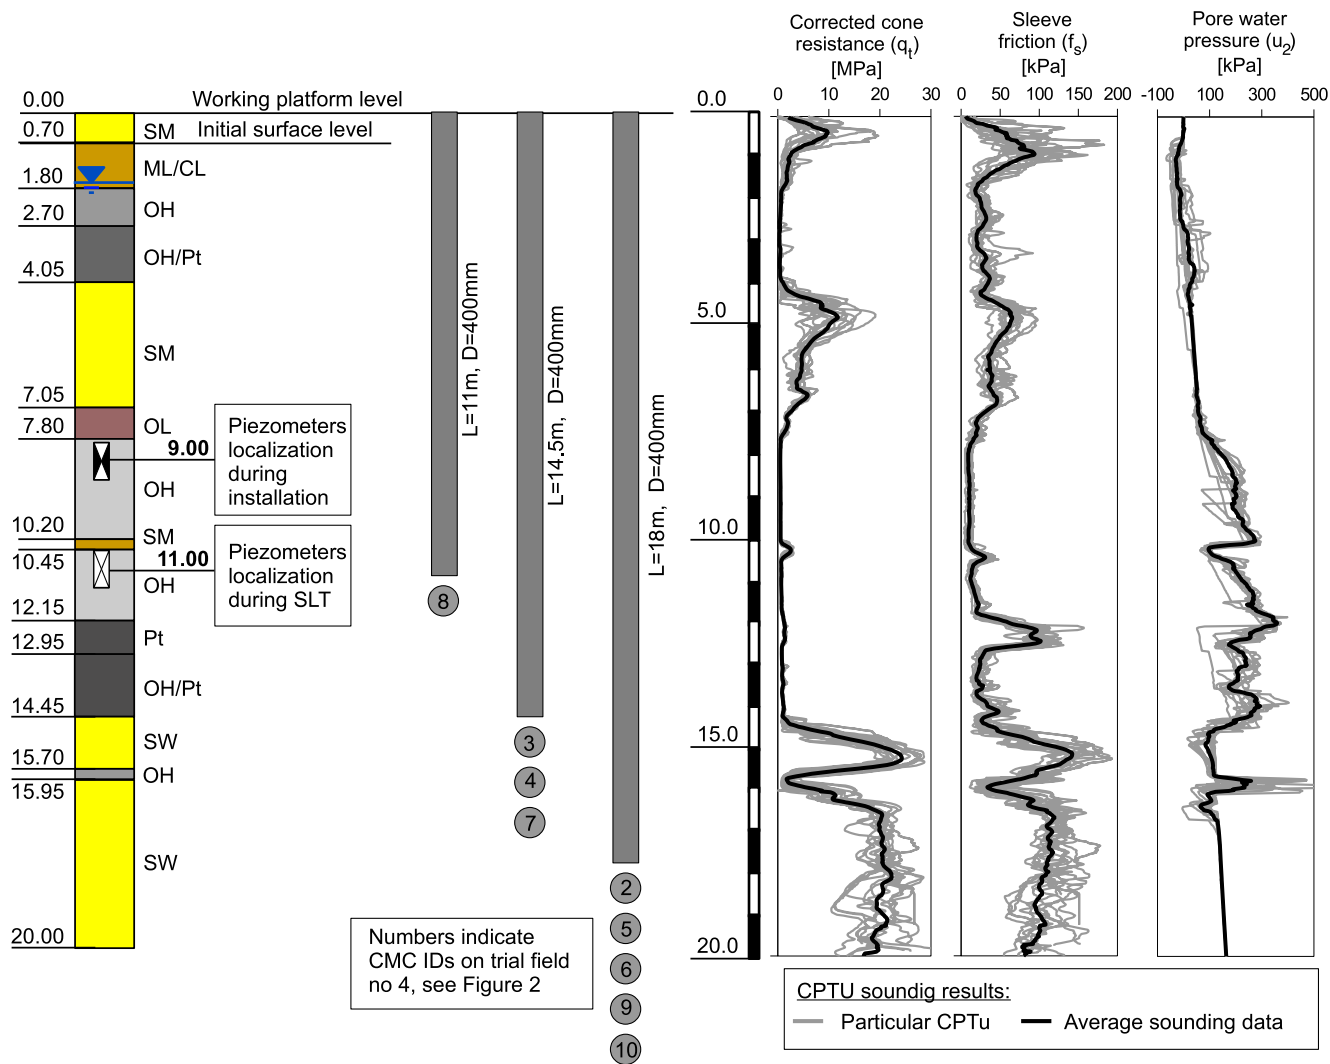 0.00
Working platform level
0.70
SM
Initial surface level
ML/CL
1.80
OH
2.70
OH/Pt
4.05
SM
7.05
OL
7.80
9.00
Piezometers
localization
during
installation
OH
10.20
SM
10.45
11.00
Piezometers
localization
during SLT
OH
12.15
Pt
12.95
OH/Pt
14.45
SW
15.70
OH
15.95
SW
20.00
L=11m, D=400mm
8
L=14.5m, D=400mm
3
4
7
L=18m, D=400mm
2
5
6
9
10
Numbers indicate
CMC IDs on trial field
no 4, see Figure 2
0.0
5.0
10.0
15.0
20.0
Corrected cone
resistance (qt)
[MPa]
0 10 20 30
Sleeve
friction (fs)
[kPa]
0 50 100 150 200
Pore water
pressure (u2)
[kPa]
-100 100 300 500
CPTU soundig results:
Particular CPTu
Average sounding data